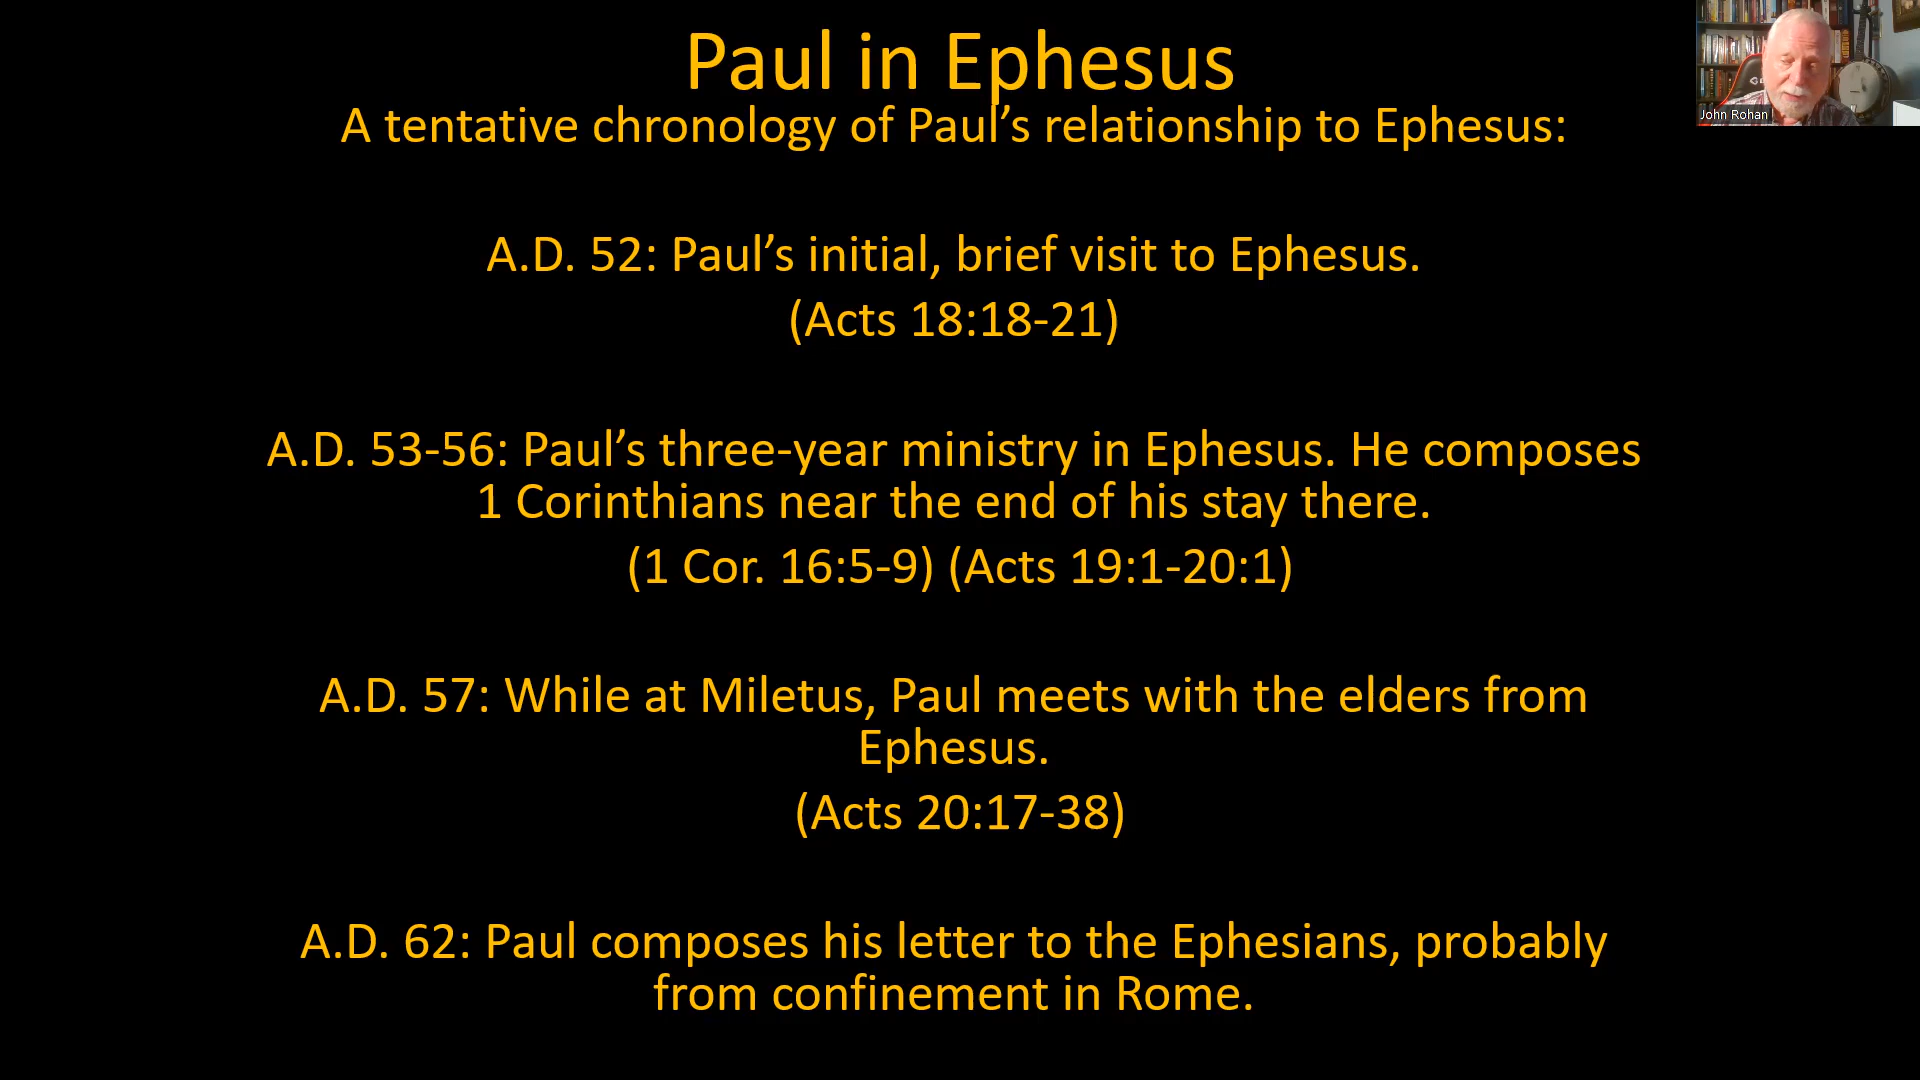 Paul in Ephesus
A tentative chronology of Paul’s relationship to Ephesus:
A.D. 52: Paul’s initial, brief visit to Ephesus.
(Acts 18:18-21)
A.D. 53-56: Paul’s three-year ministry in Ephesus. He composes
1 Corinthians near the end of his stay there.
(1 Cor. 16:5-9) (Acts 19:1-20:1)
A.D. 57: While at Miletus, Paul meets with the elders from
Ephesus.
(Acts 20:17-38)
A.D. 62: Paul composes his letter to the Ephesians, probably
from confinement in Rome.
John Rohan